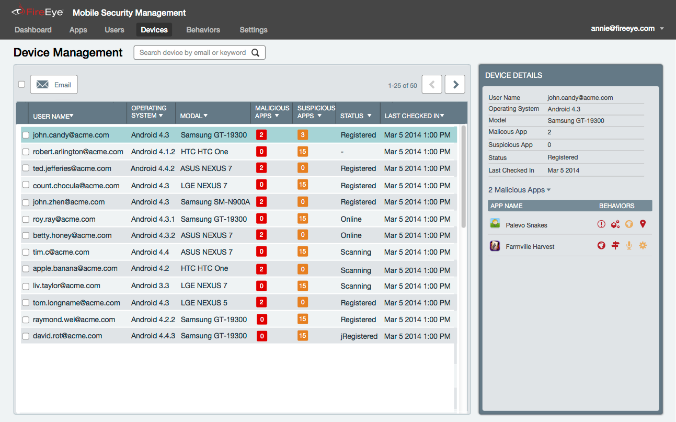 FireEye Mobile Security Management
Dashboard Apps Users Devices Behaviors Settings annie@fireeye.com
Device Management Search device by email or keyword
Email 1-25 of 60
USER NAME OPERATING SYSTEM MODAL MALICIOUS APPS SUSPICIOUS APPS STATUS LAST CHECKED IN
john.candy@acme.com Android 4.3 Samsung GT-19300 2 3 Registered Mar 5 2014 1:00 PM
robert.arlington@acme.com Android 4.1.2 HTC HTC One 0 15 - Mar 5 2014 1:00 PM
ted.jefferies@acme.com Android 4.4.2 ASUS NEXUS 7 2 0 Registered Mar 5 2014 1:00 PM
count.chocula@acme.com Android 4.3 LGE NEXUS 7 0 15 Registered Mar 5 2014 1:00 PM
john.zhen@acme.com Android 4.3 Samsung SM-N900A 2 0 Registered Mar 5 2014 1:00 PM
roy.ray@acme.com Android 4.3.1 Samsung GT-19300 0 15 Online Mar 5 2014 1:00 PM
betty.honey@acme.com Android 4.3.2 ASUS NEXUS 7 2 0 Online Mar 5 2014 1:00 PM
tim.c@acme.com Android 4.4 ASUS NEXUS 7 0 15 Scanning Mar 5 2014 1:00 PM
apple.banana@acme.com Android 4.2 HTC HTC One 2 0 Scanning Mar 5 2014 1:00 PM
liv.taylor@acme.com Android 3.3 LGE NEXUS 7 0 15 Scanning Mar 5 2014 1:00 PM
tom.longname@acme.com Android 4.3 LGE NEXUS 5 2 0 Registered Mar 5 2014 1:00 PM
raymond.wei@acme.com Android 4.2.2 Samsung GT-19300 0 15 Registered Mar 5 2014 1:00 PM
david.rot@acme.com Android 4.4.3 Samsung GT-19300 0 15 jRegistered Mar 5 2014 1:00 PM
DEVICE DETAILS
User Name john.candy@acme.com
Operating System Android 4.3
Model Samsung GT-19300
Malicous App 2
Suspicious App 0
Status Registered
Last Checked In Mar 5 2014
2 Malicious Apps
APP NAME BEHAVIORS
Palevo Snakes
Farmville Harvest